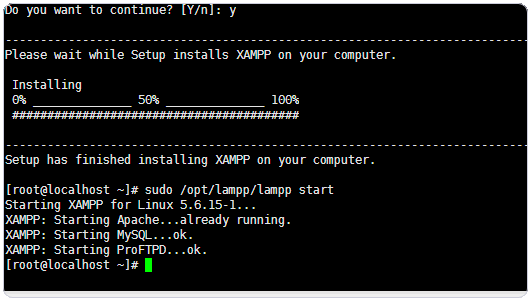 Do you want to continue? [Y/n]: y
----------------------------------------------------------------------------
Please wait while Setup installs XAMPP on your computer.
Installing
0% ______________ 50% ______________ 100%
#########################################
----------------------------------------------------------------------------
Setup has finished installing XAMPP on your computer.
[root@localhost ~]# sudo /opt/lampp/lampp start
Starting XAMPP for Linux 5.6.15-1...
XAMPP: Starting Apache...already running.
XAMPP: Starting MySQL...ok.
XAMPP: Starting ProFTPD...ok.
[root@localhost ~]#